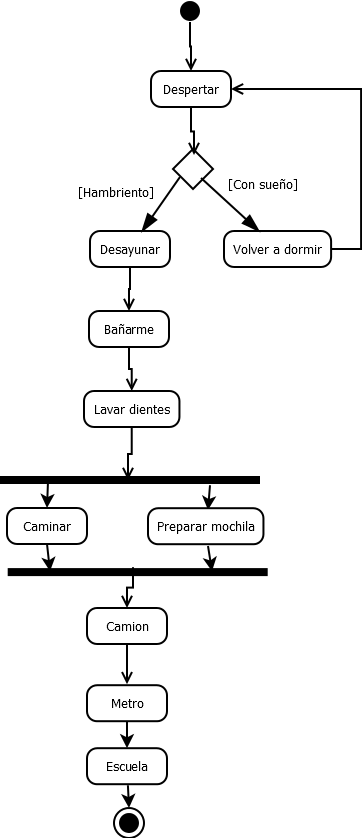 Despertar
[Hambriento]
[Con sueño]
Desayunar
Volver a dormir
Bañarme
Lavar dientes
Caminar
Preparar mochila
Camion
Metro
Escuela